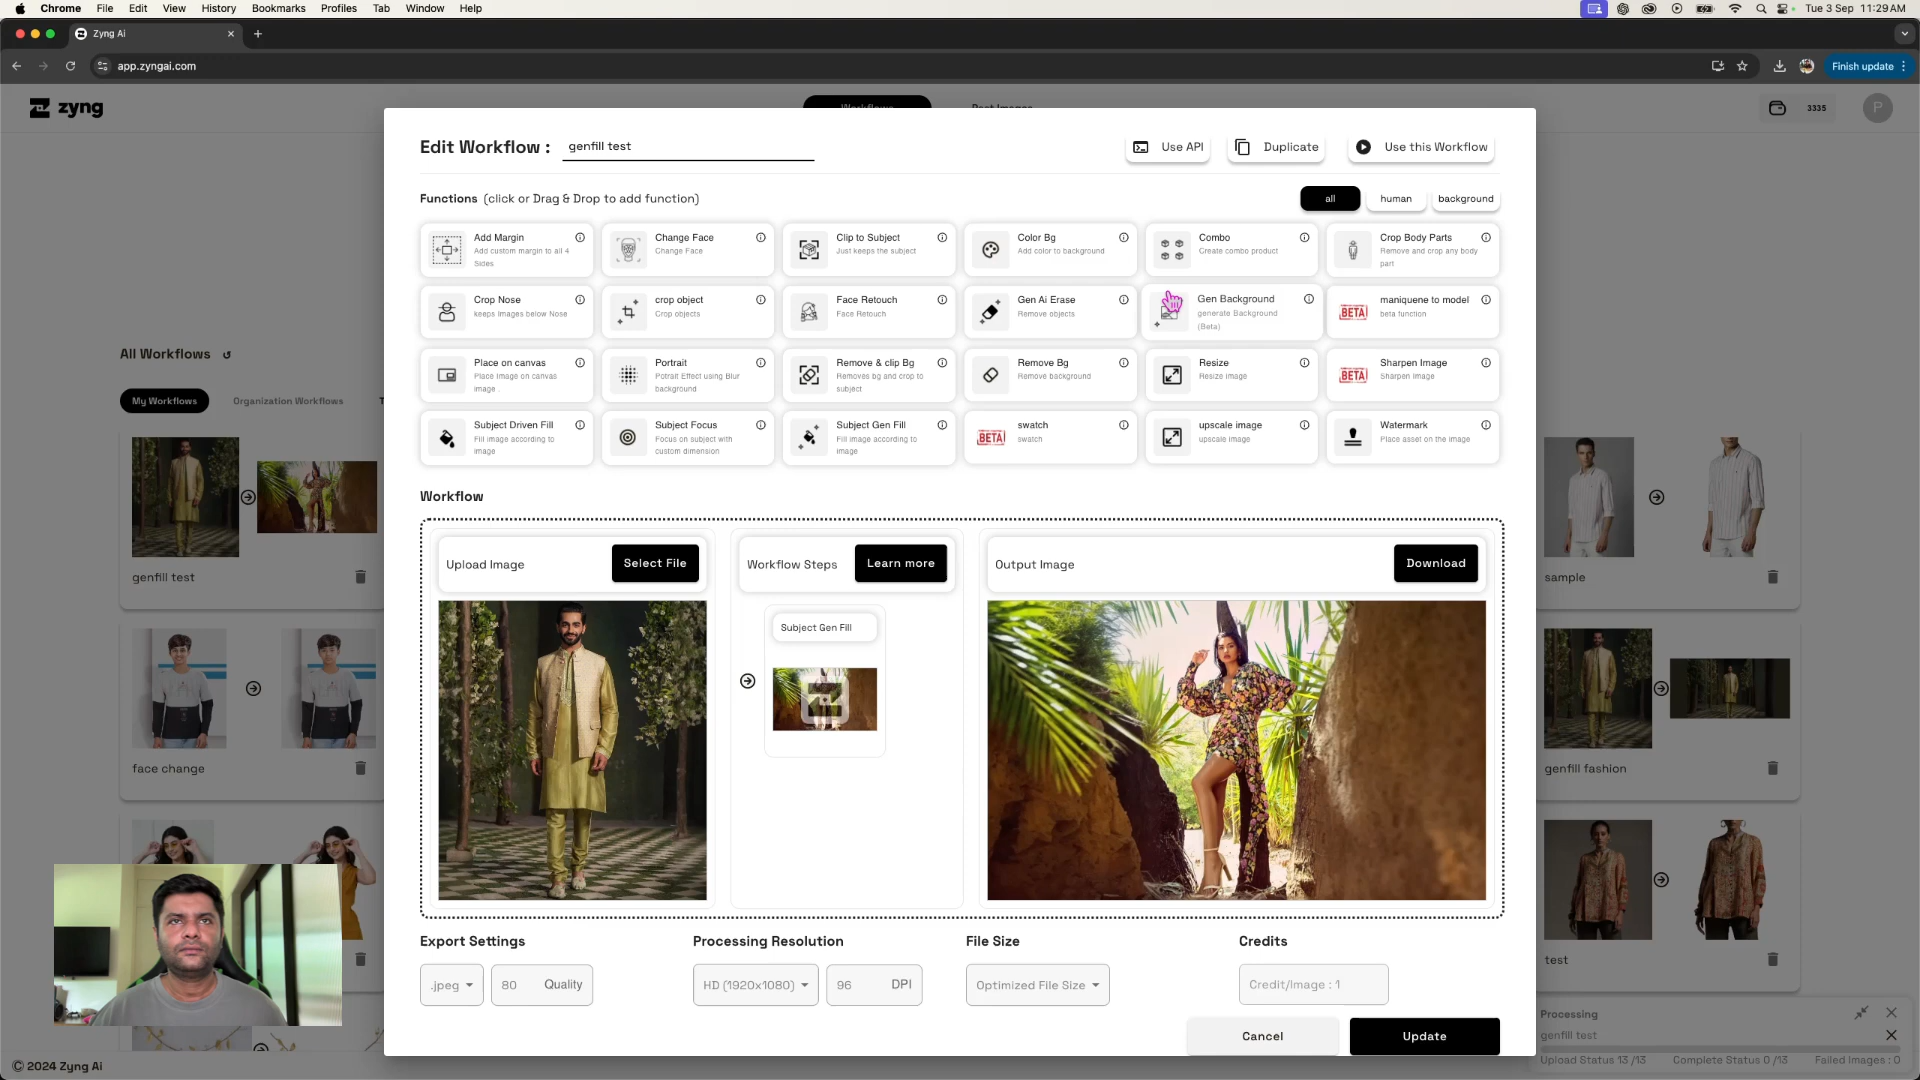 Chrome File Edit View History Bookmarks Profiles Tab Window Help Tue 3 Sep 11:29 AM
Zyng Ai
app.zyngai.com Finish update
zyng 3335 P
Edit Workflow : genfill test Use API Duplicate Use this Workflow
Functions (click or Drag & Drop to add function) all human background
Add Margin
Add custom margin to all 4
Sides
Change Face
Change Face
Clip to Subject
Just keeps the subject
Color Bg
Add color to background
Combo
Create combo product
Crop Body Parts
Remove and crop any body
part
Crop Nose
keeps Images below Nose
crop object
Crop objects
Face Retouch
Face Retouch
Gen Ai Erase
Remove objects
Gen Background
generate Background
(Beta)
BETA
maniquene to model
beta function
Place on canvas
Place image on canvas
image .
Portrait
Potrait Effect using Blur
background
Remove & clip Bg
Removes bg and crop to
subject
Remove Bg
Remove background
Resize
Resize image
BETA
Sharpen Image
Sharpen Image
Subject Driven Fill
Fill image according to
image
Subject Focus
Focus on subject with
custom dimension
Subject Gen Fill
Fill image according to
image
BETA
swatch
swatch
upscale image
upscale image
Watermark
Place asset on the image
All Workflows
My Workflows Organization Workflows
genfill test
face change
Workflow
Upload Image Select File
Workflow Steps Learn more
Output Image Download
Subject Gen Fill
sample
genfill fashion
test
Export Settings Processing Resolution File Size Credits
.jpeg 80 Quality HD (1920x1080) 96 DPI Optimized File Size Credit/Image : 1
Cancel Update
Processing
genfill test
Upload Status 13 /13 Complete Status 0 /13 Failed Images : 0
© 2024 Zyng Ai